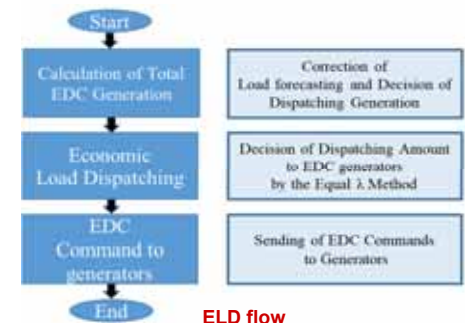 Start
Calculation of Total
EDC Generation
Correction of
Load forecasting and Decision of
Dispatching Generation
Economic
Load Dispatching
Decision of Dispatching Amount
to EDC generators
by the Equal λ Method
EDC
Command to
generators
Sending of EDC Commands
to Generators
End
ELD flow